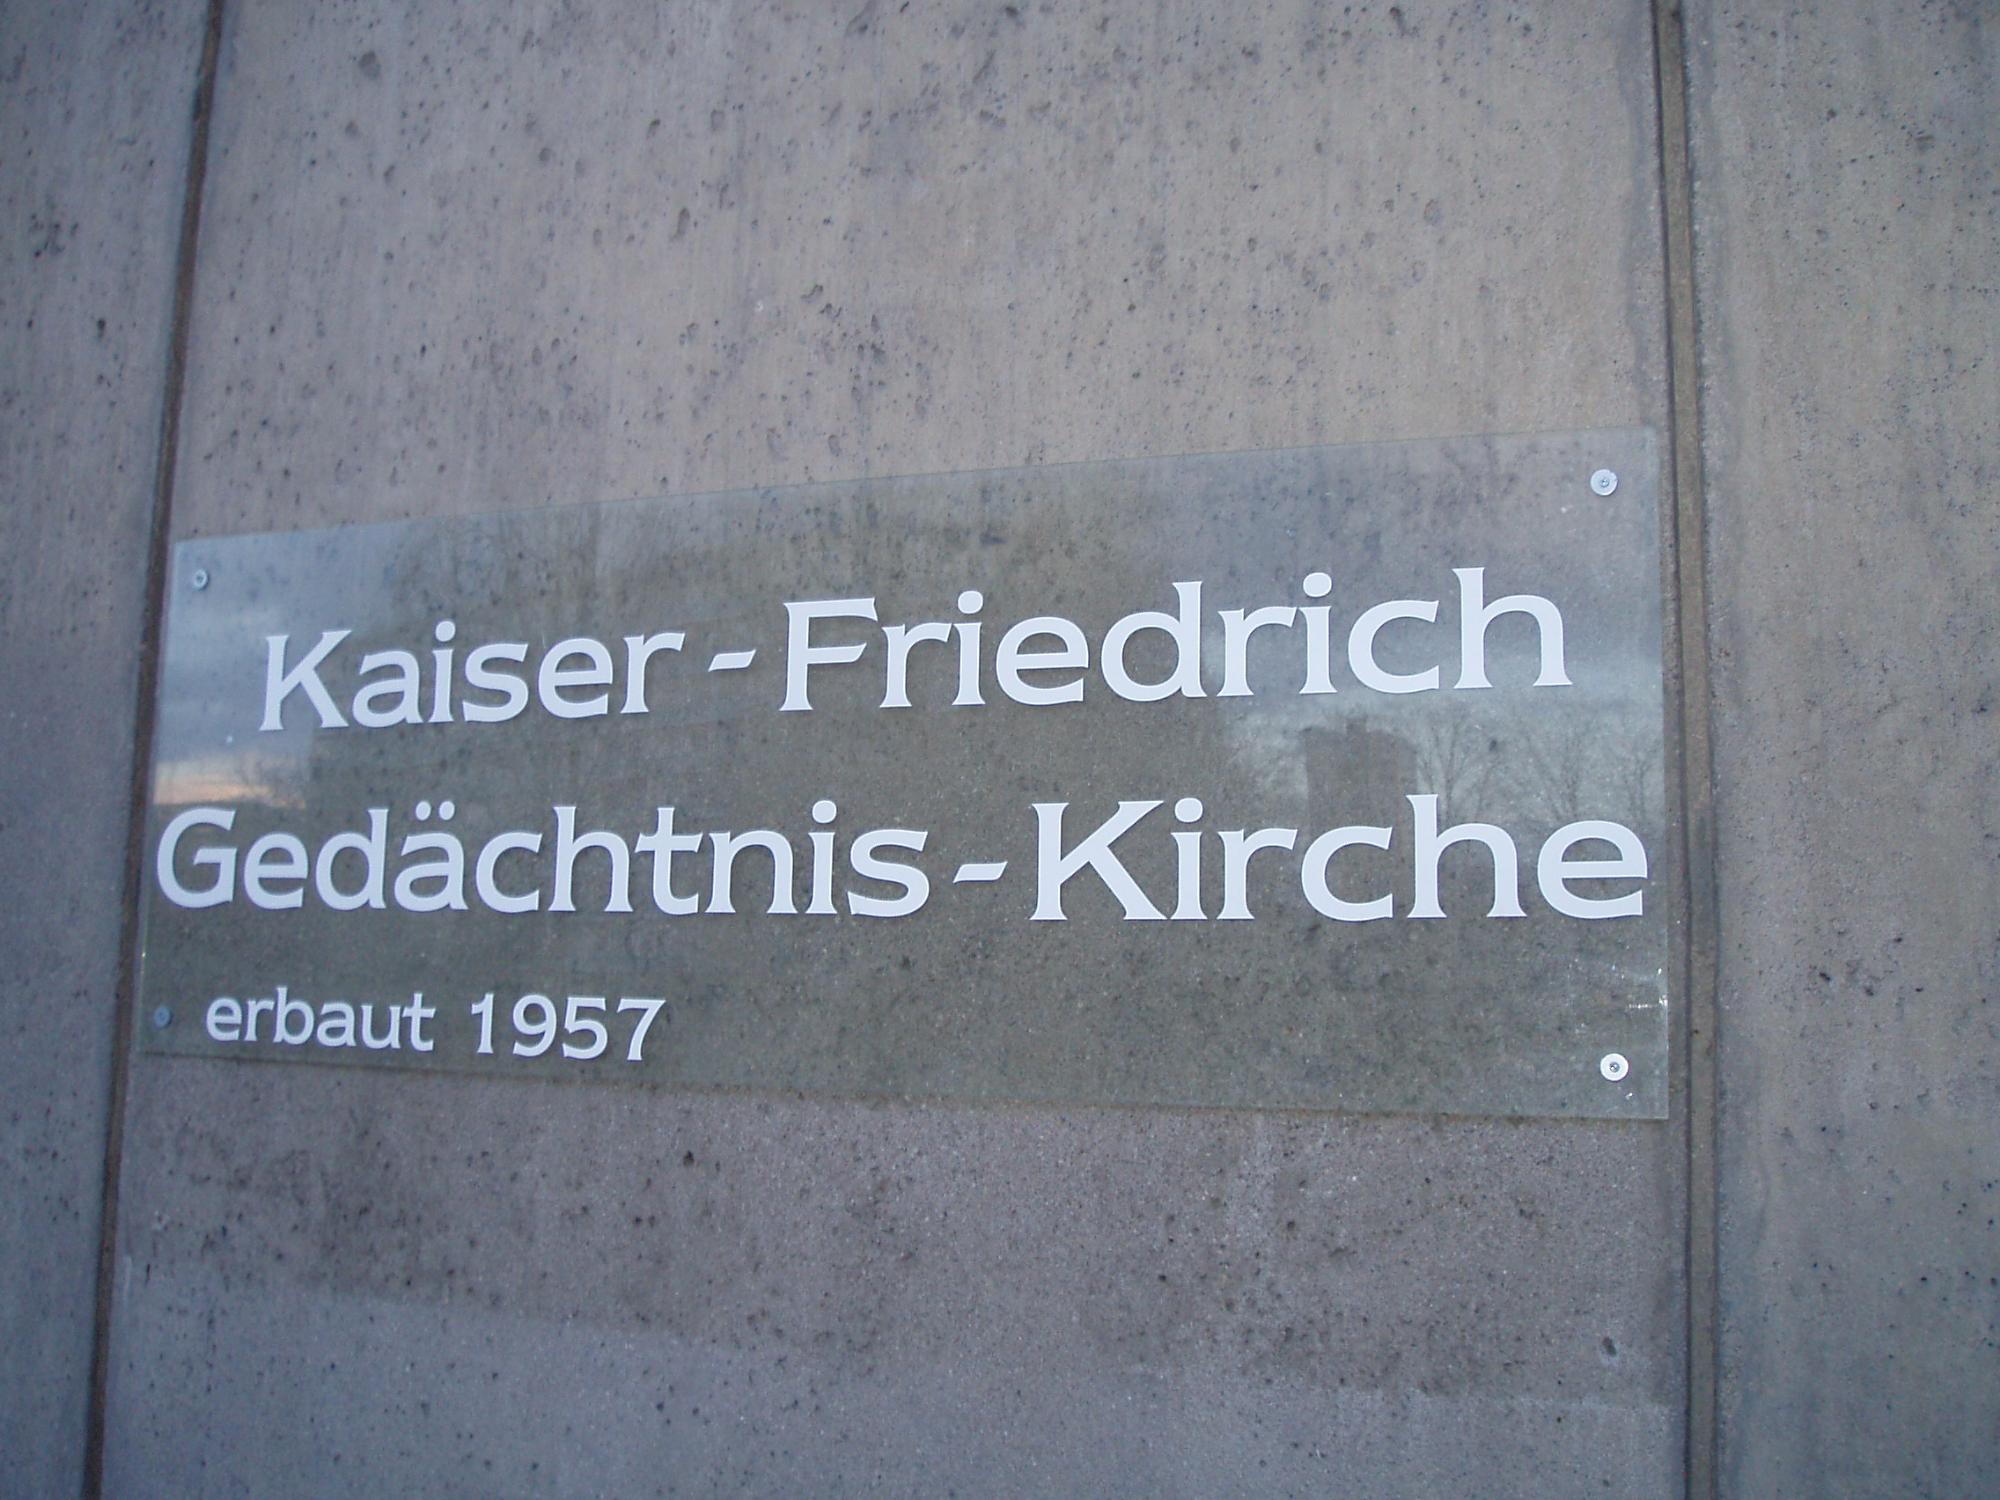 Kaiser-Friedrich
Gedächtnis-Kirche
erbaut 1957